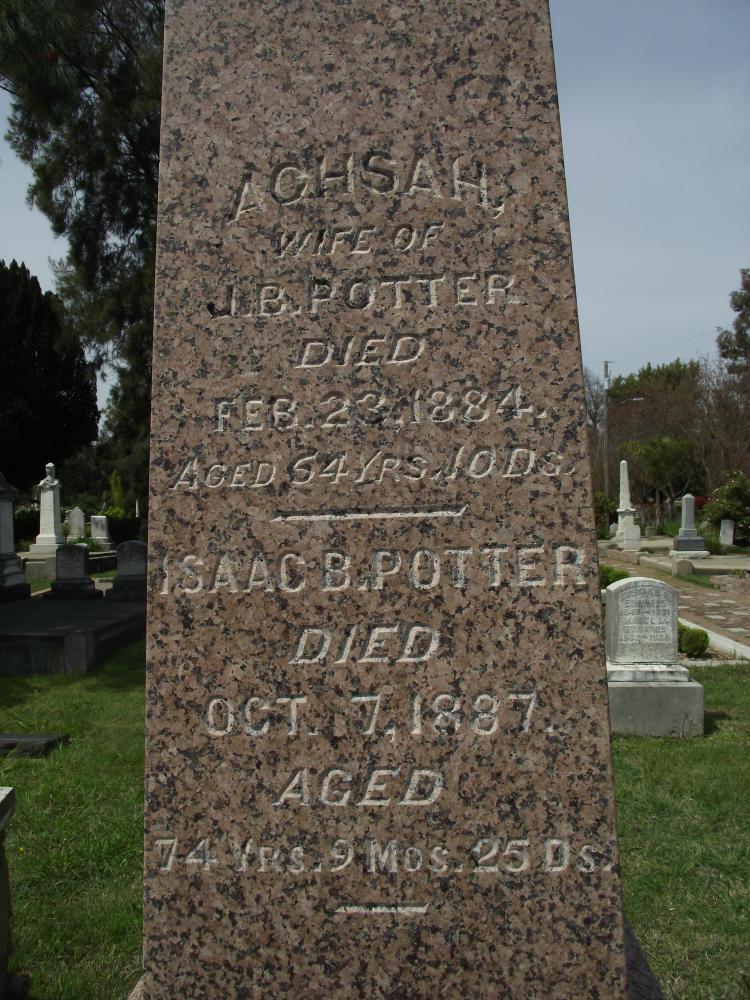 ACHSAH,
WIFE OF
J.B. POTTER
DIED
FEB. 23, 1884.
AGED 64 YRS. 10 DS.
ISAAC B. POTTER
DIED
OCT. 7, 1887.
AGED
74 YRS. 9 MOS. 25 DS.
EDWARDS